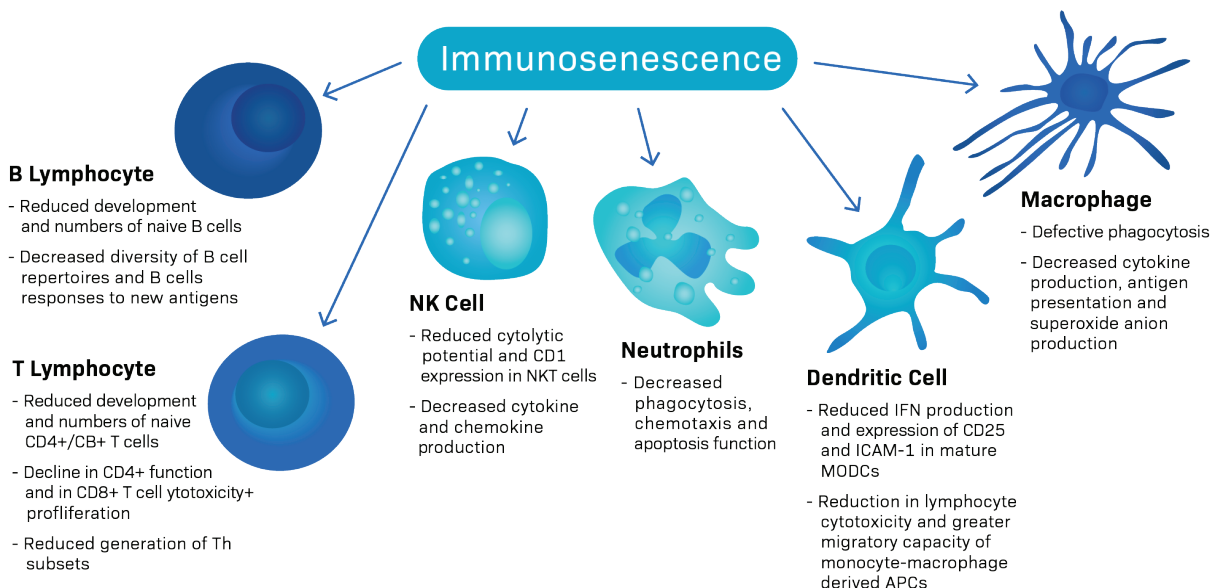 Immunosenescence
B Lymphocyte
- Reduced development
and numbers of naive B cells
- Decreased diversity of B cell
repertoires and B cells
responses to new antigens
T Lymphocyte
- Reduced development
and numbers of naive
CD4+/CB+ T cells
- Decline in CD4+ function
and in CD8+ T cell ytotoxicity+
profliferation
- Reduced generation of Th
subsets
NK Cell
- Reduced cytolytic
potential and CD1
expression in NKT cells
- Decreased cytokine
and chemokine
production
Neutrophils
- Decreased
phagocytosis,
chemotaxis and
apoptosis function
Dendritic Cell
- Reduced IFN production
and expression of CD25
and ICAM-1 in mature
MODCs
- Reduction in lymphocyte
cytotoxicity and greater
migratory capacity of
monocyte-macrophage
derived APCs
Macrophage
- Defective phagocytosis
- Decreased cytokine
production, antigen
presentation and
superoxide anion
production